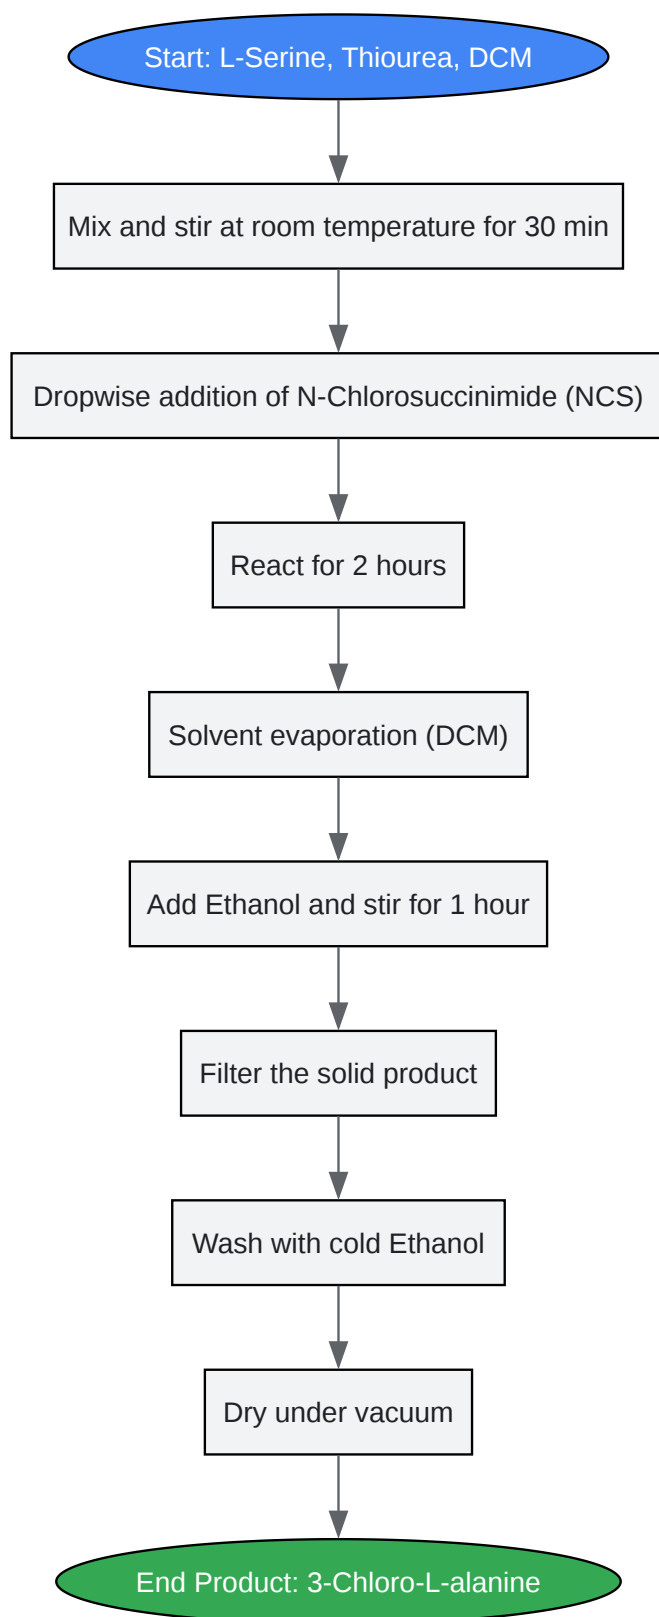 Start: L-Serine, Thiourea, DCM
Mix and stir at room temperature for 30 min
Dropwise addition of N-Chlorosuccinimide (NCS)
React for 2 hours
Solvent evaporation (DCM)
Add Ethanol and stir for 1 hour
Filter the solid product
Wash with cold Ethanol
Dry under vacuum
End Product: 3-Chloro-L-alanine